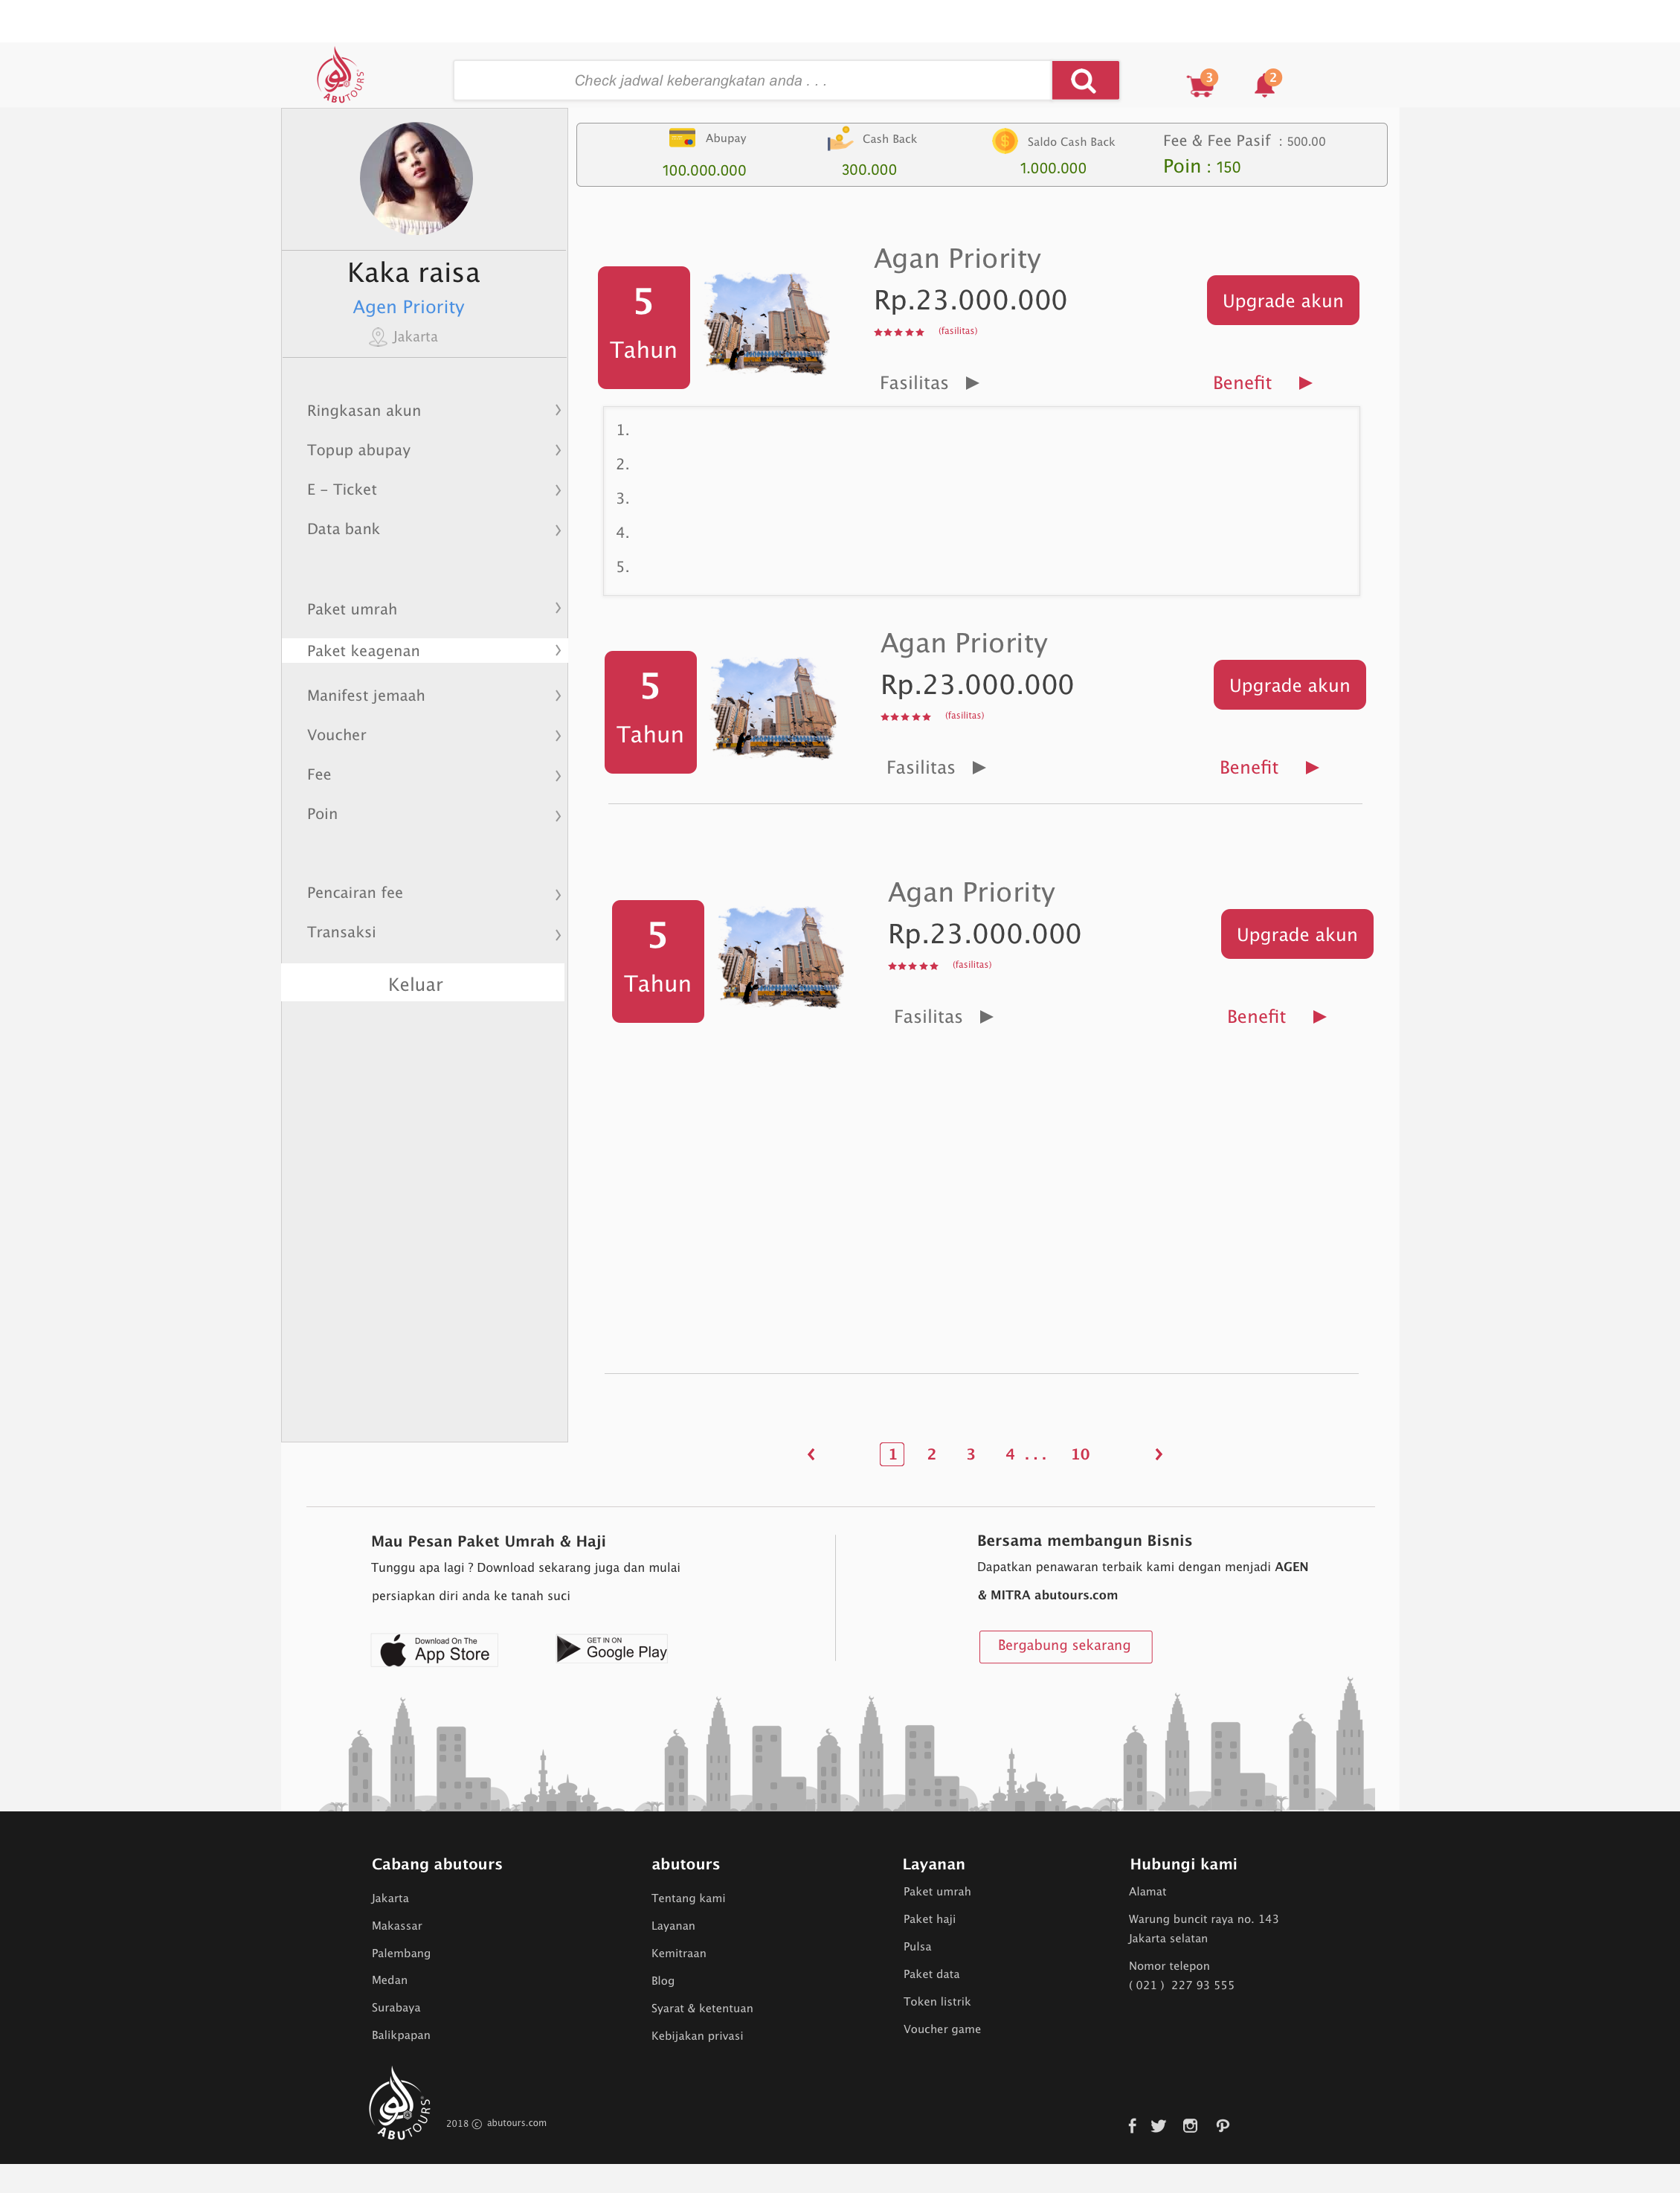 ABUTOURS
Check jadwal keberangkatan anda . . .
3
2
Abupay
100.000.000
Cash Back
300.000
Saldo Cash Back
1.000.000
Fee & Fee Pasif : 500.00
Poin : 150
Kaka raisa
Agen Priority
Jakarta
Ringkasan akun
Topup abupay
E - Ticket
Data bank
Paket umrah
Paket keagenan
Manifest jemaah
Voucher
Fee
Poin
Pencairan fee
Transaksi
Keluar
5
Tahun
Agan Priority
Rp.23.000.000
(fasilitas)
Upgrade akun
Fasilitas
Benefit
1.
2.
3.
4.
5.
5
Tahun
Agan Priority
Rp.23.000.000
(fasilitas)
Upgrade akun
Fasilitas
Benefit
5
Tahun
Agan Priority
Rp.23.000.000
(fasilitas)
Upgrade akun
Fasilitas
Benefit
1 2 3 4 ... 10
Mau Pesan Paket Umrah & Haji
Tunggu apa lagi ? Download sekarang juga dan mulai
persiapkan diri anda ke tanah suci
Download On The
App Store
GET IN ON
Google Play
Bersama membangun Bisnis
Dapatkan penawaran terbaik kami dengan menjadi AGEN
& MITRA abutours.com
Bergabung sekarang
Cabang abutours
Jakarta
Makassar
Palembang
Medan
Surabaya
Balikpapan
abutours
Tentang kami
Layanan
Kemitraan
Blog
Syarat & ketentuan
Kebijakan privasi
Layanan
Paket umrah
Paket haji
Pulsa
Paket data
Token listrik
Voucher game
Hubungi kami
Alamat
Warung buncit raya no. 143
Jakarta selatan
Nomor telepon
( 021 ) 227 93 555
ABUTOURS
2018 © abutours.com